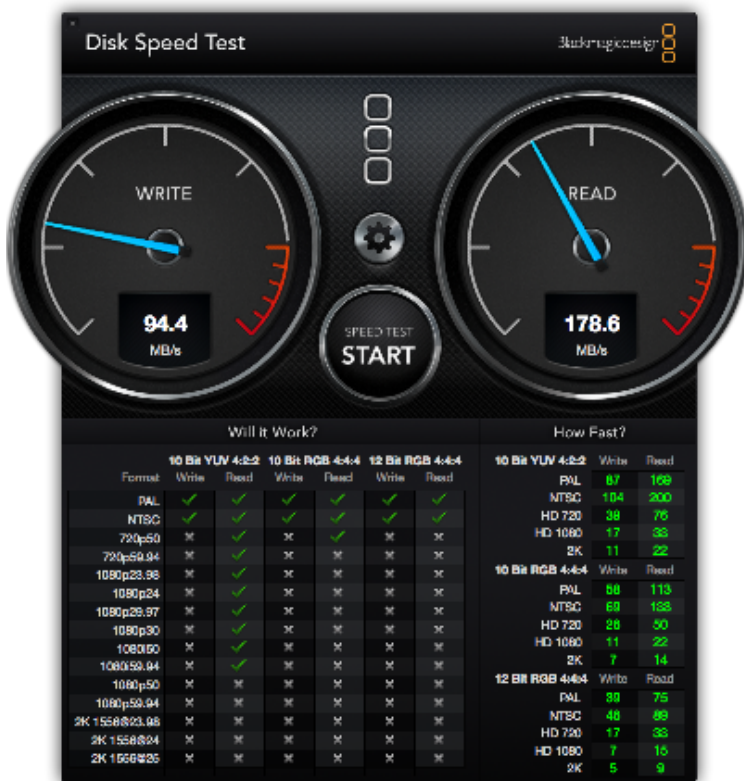 Disk Speed Test
Blackmagicdesign
WRITE
94.4
MB/s
READ
178.6
MB/s
SPEED TEST
START
Will it Work?
10 Bit YUV 4:2:2 10 Bit RGB 4:4:4 12 Bit RGB 4:4:4
Format Write Read Write Read Write Read
PAL ✓ ✓ ✓ ✓ ✓ ✓
NTSC ✓ ✓ ✓ ✓ ✓ ✓
720p50 × ✓ × ✓ × ×
720p59.94 × ✓ × × × ×
1080p23.98 × ✓ × × × ×
1080p24 × ✓ × × × ×
1080p29.97 × ✓ × × × ×
1080p30 × ✓ × × × ×
1080i50 × ✓ × × × ×
1080i59.94 × ✓ × × × ×
1080p50 × × × × × ×
1080p59.94 × × × × × ×
2K 1556@23.98 × × × × × ×
2K 1556@24 × × × × × ×
2K 1556@25 × × × × × ×
How Fast?
10 Bit YUV 4:2:2 Write Read
PAL 87 169
NTSC 104 200
HD 720 39 76
HD 1080 17 33
2K 11 22
10 Bit RGB 4:4:4 Write Read
PAL 58 113
NTSC 69 133
HD 720 26 50
HD 1080 11 22
2K 7 14
12 Bit RGB 4:4:4 Write Read
PAL 39 75
NTSC 46 89
HD 720 17 33
HD 1080 7 15
2K 5 9